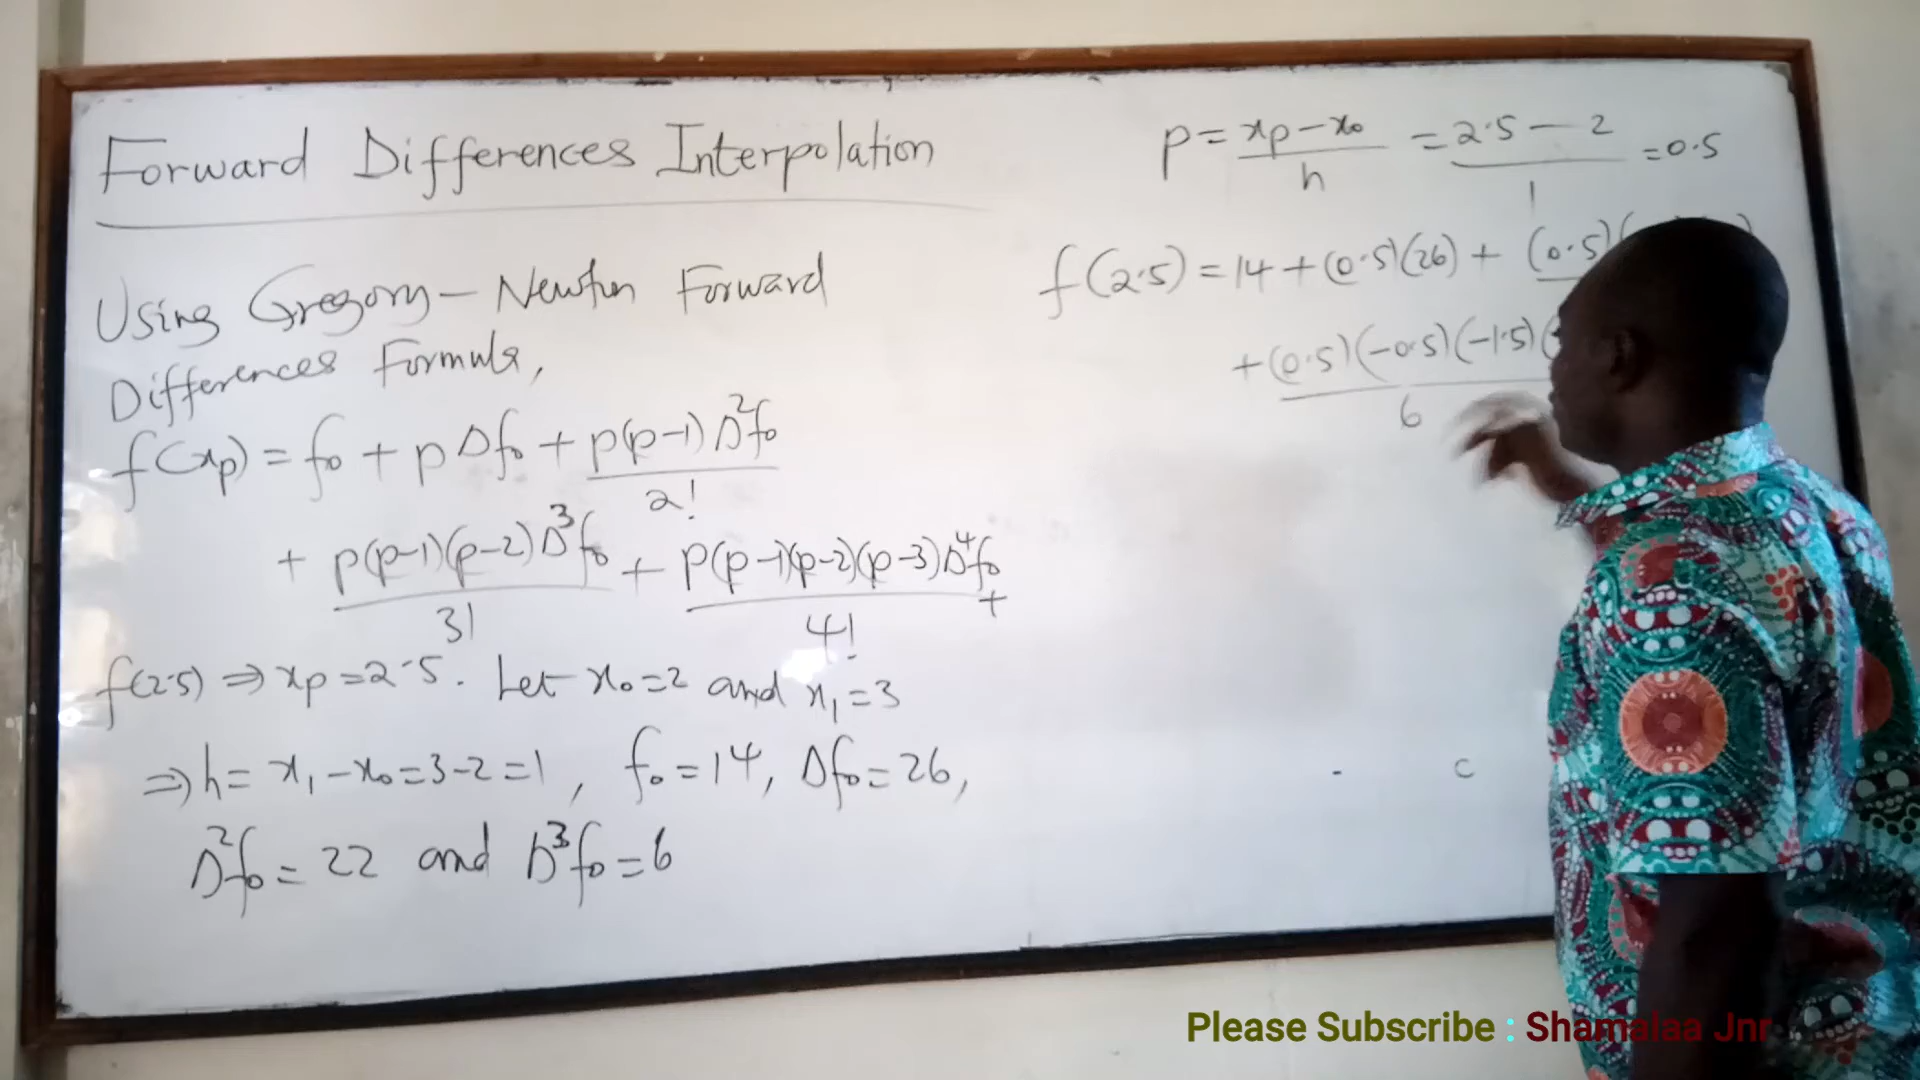 Forward Differences Interpolation
Using Gregory-Newton Forward
Differences Formula,
f(xp) = f₀ + pΔf₀ + p(p-1)Δ²f₀
2!
+ p(p-1)(p-2)Δ³f₀ + p(p-1)(p-2)(p-3)Δ⁴f₀ +
3! 4!
f(2.5) ⇒ xp = 2.5. Let x₀ = 2 and x₁ = 3
⇒ h = x₁ - x₀ = 3-2 = 1, f₀ = 14, Δf₀ = 26,
Δ²f₀ = 22 and Δ³f₀ = 6
p = xp - x₀ = 2.5 - 2 = 0.5
h 1
f(2.5) = 14 + (0.5)(26) + (0.5)(
+ (0.5)(-0.5)(-1.5)(
6
Please Subscribe : Shamalaa Jnr